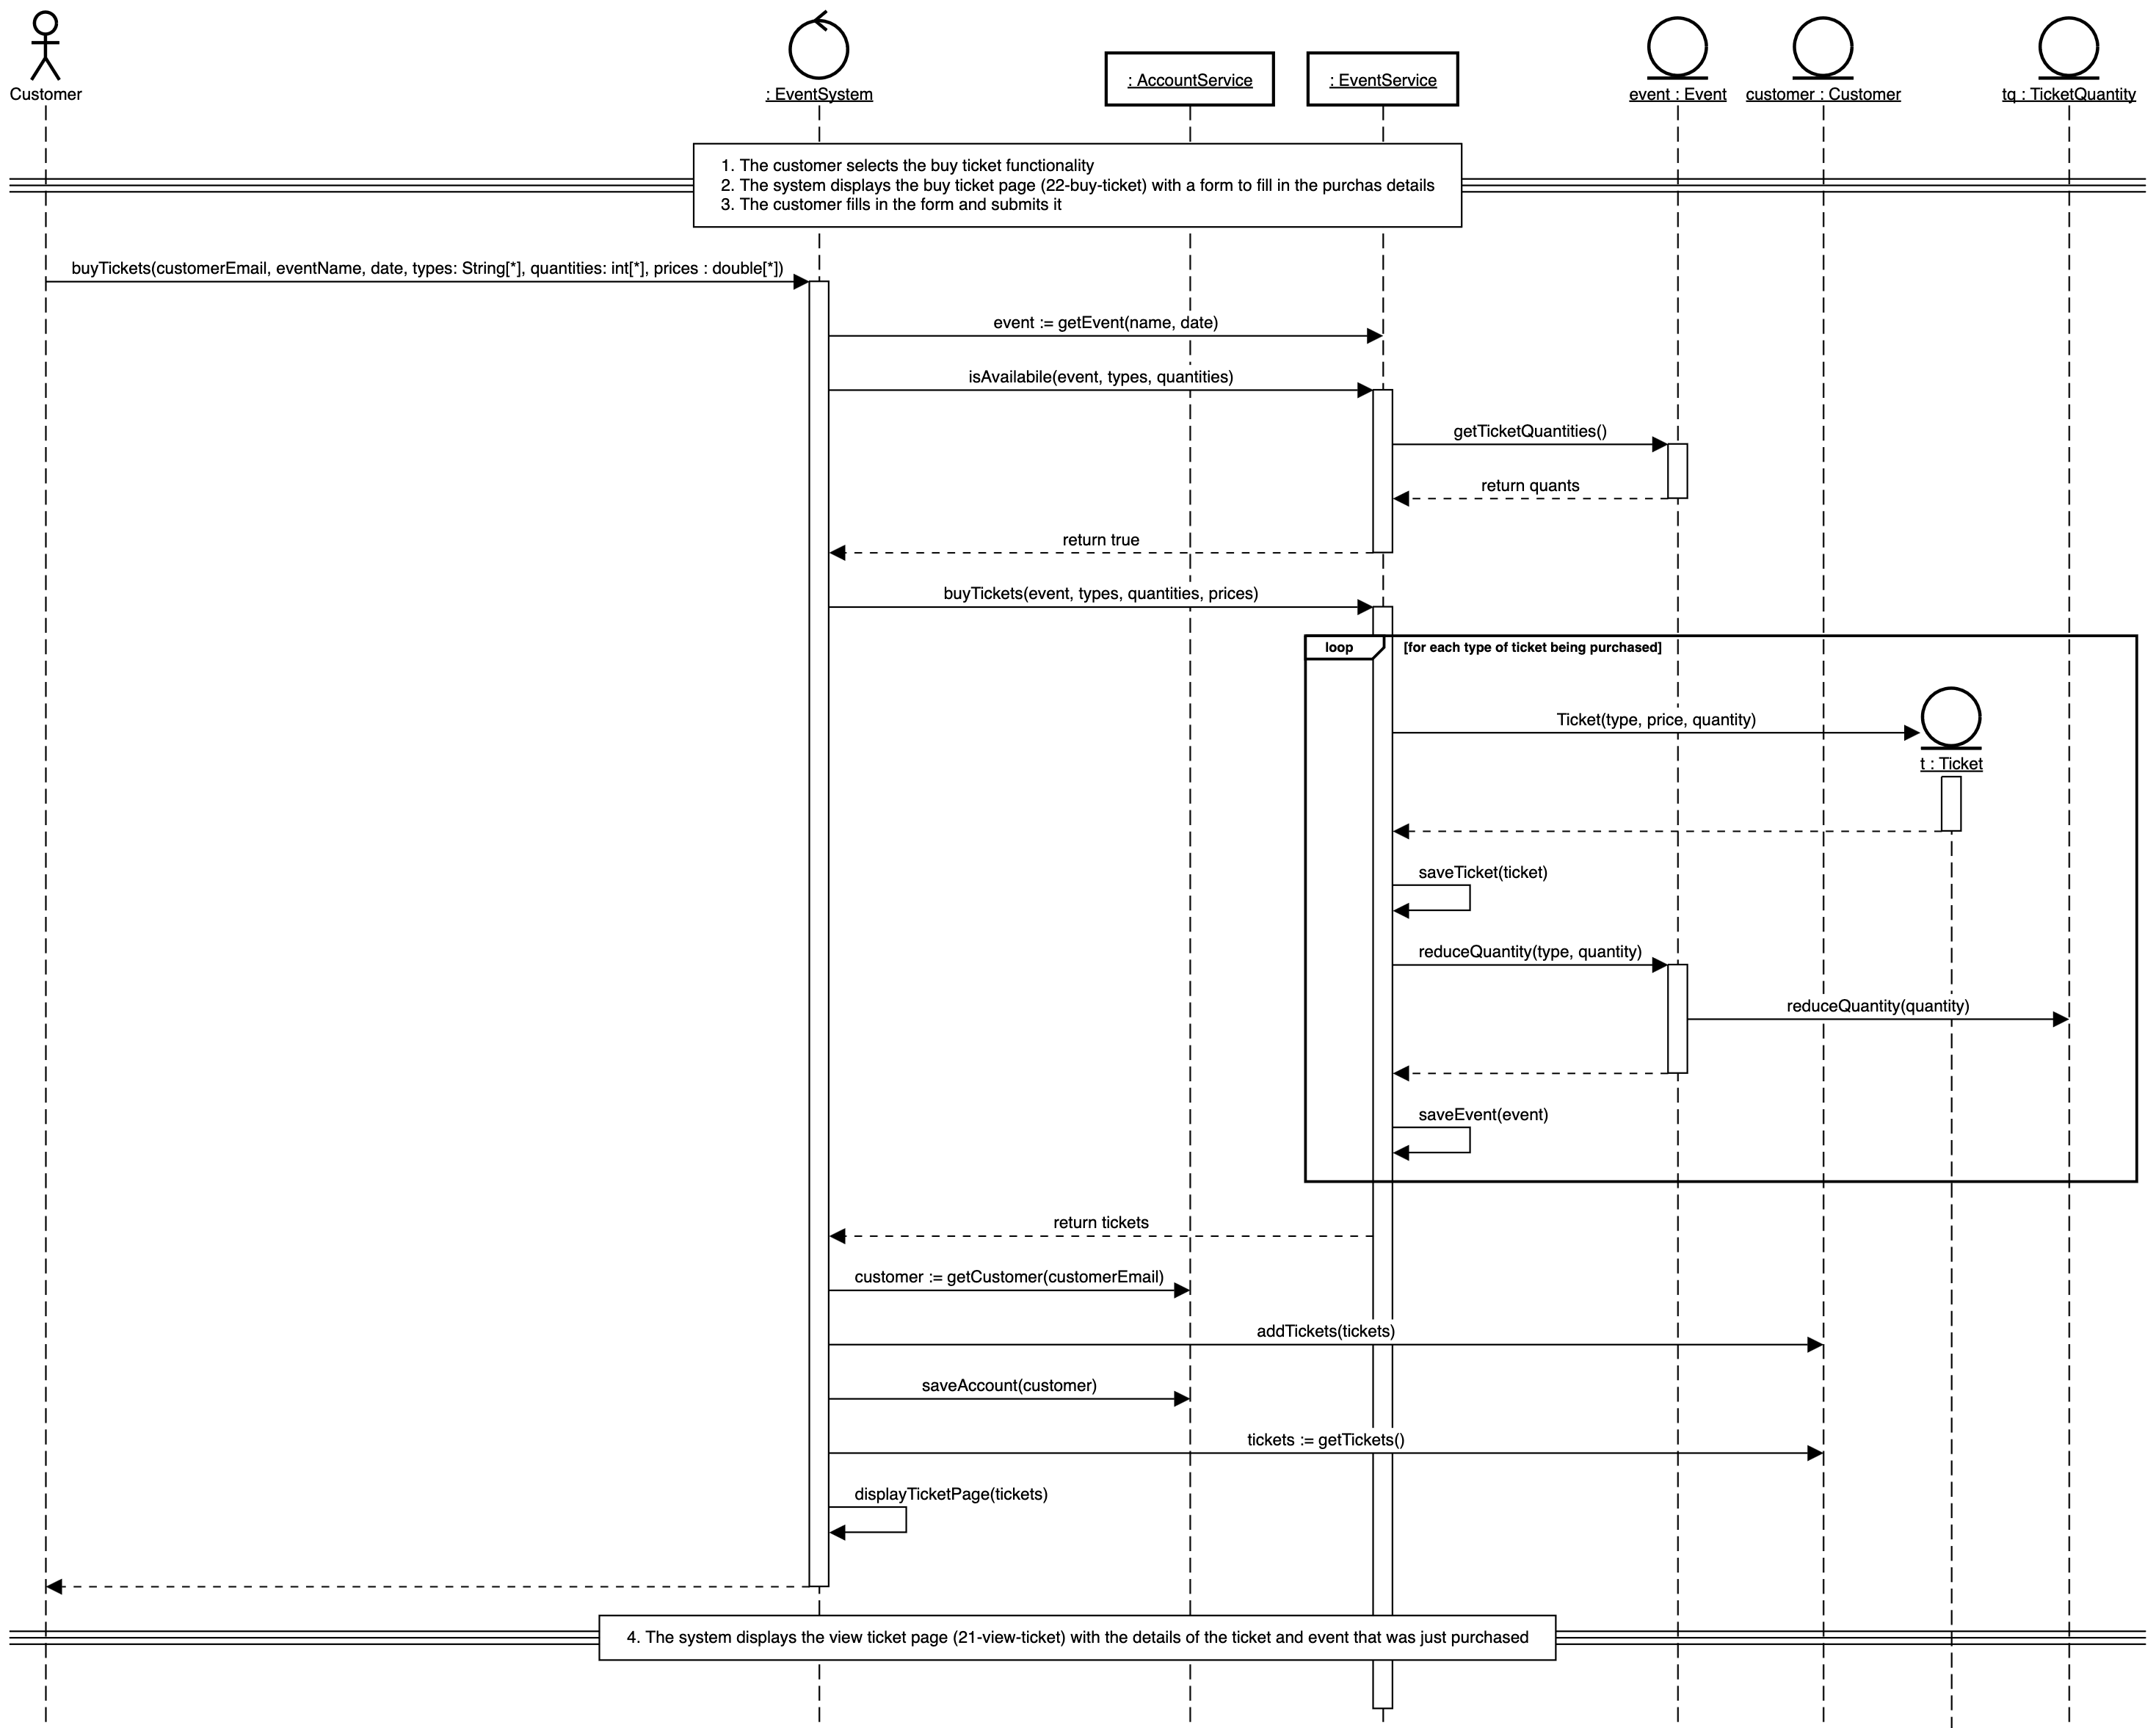 Customer
: EventSystem
: AccountService
: EventService
event : Event
customer : Customer
tq : TicketQuantity
1. The customer selects the buy ticket functionality
2. The system displays the buy ticket page (22-buy-ticket) with a form to fill in the purchas details
3. The customer fills in the form and submits it
buyTickets(customerEmail, eventName, date, types: String[*], quantities: int[*], prices : double[*])
event := getEvent(name, date)
isAvailabile(event, types, quantities)
getTicketQuantities()
return quants
return true
buyTickets(event, types, quantities, prices)
loop
[for each type of ticket being purchased]
Ticket(type, price, quantity)
t : Ticket
saveTicket(ticket)
reduceQuantity(type, quantity)
reduceQuantity(quantity)
saveEvent(event)
return tickets
customer := getCustomer(customerEmail)
addTickets(tickets)
saveAccount(customer)
tickets := getTickets()
displayTicketPage(tickets)
4. The system displays the view ticket page (21-view-ticket) with the details of the ticket and event that was just purchased